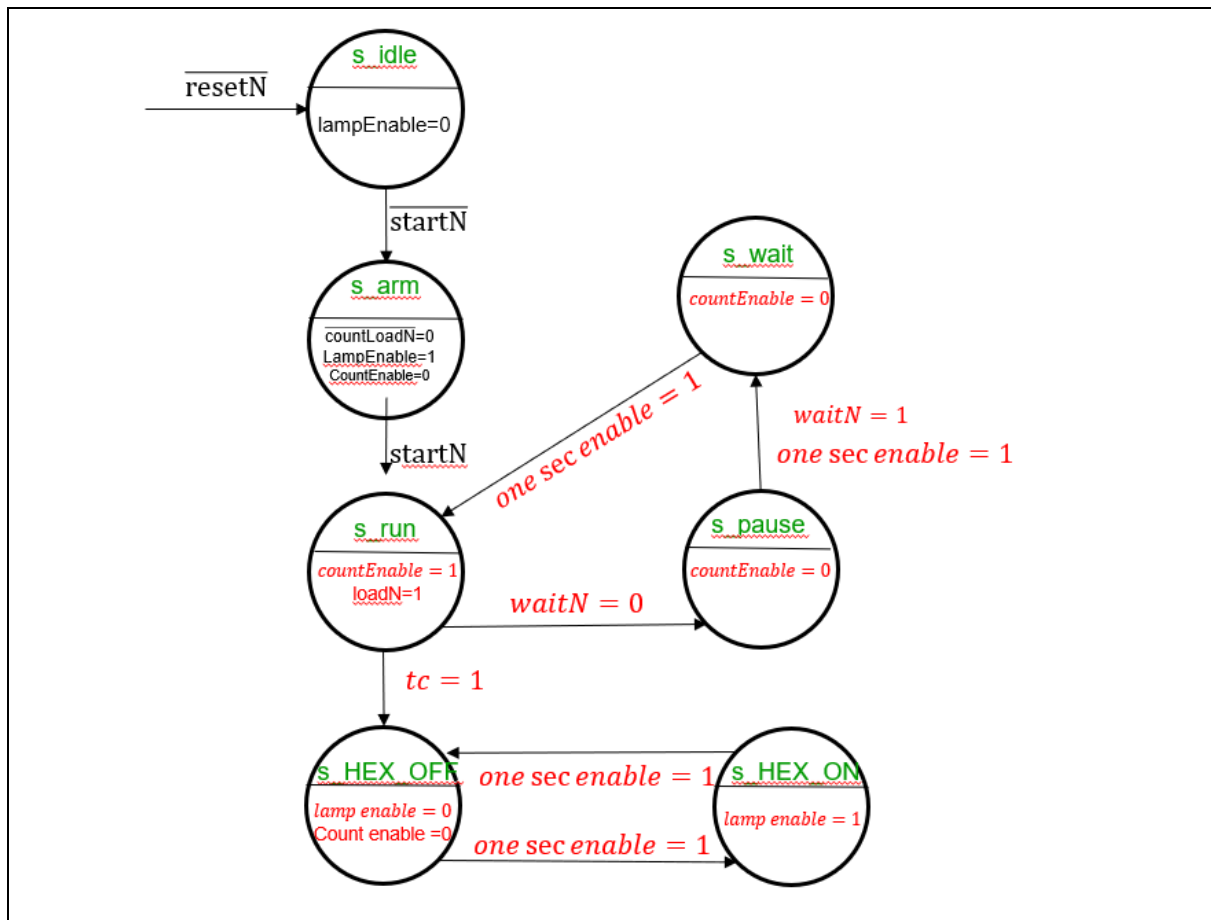 s_idle
resetN
lampEnable=0
startN
s_arm
countLoadN=0
LampEnable=1
CountEnable=0
startN
s_wait
countEnable = 0
one sec enable = 1
waitN = 1
one sec enable = 1
s_run
countEnable = 1
loadN=1
s_pause
countEnable = 0
waitN = 0
tc = 1
s_HEX_OFF
lamp enable = 0
Count enable =0
one sec enable = 1
s_HEX_ON
lamp enable = 1
one sec enable = 1